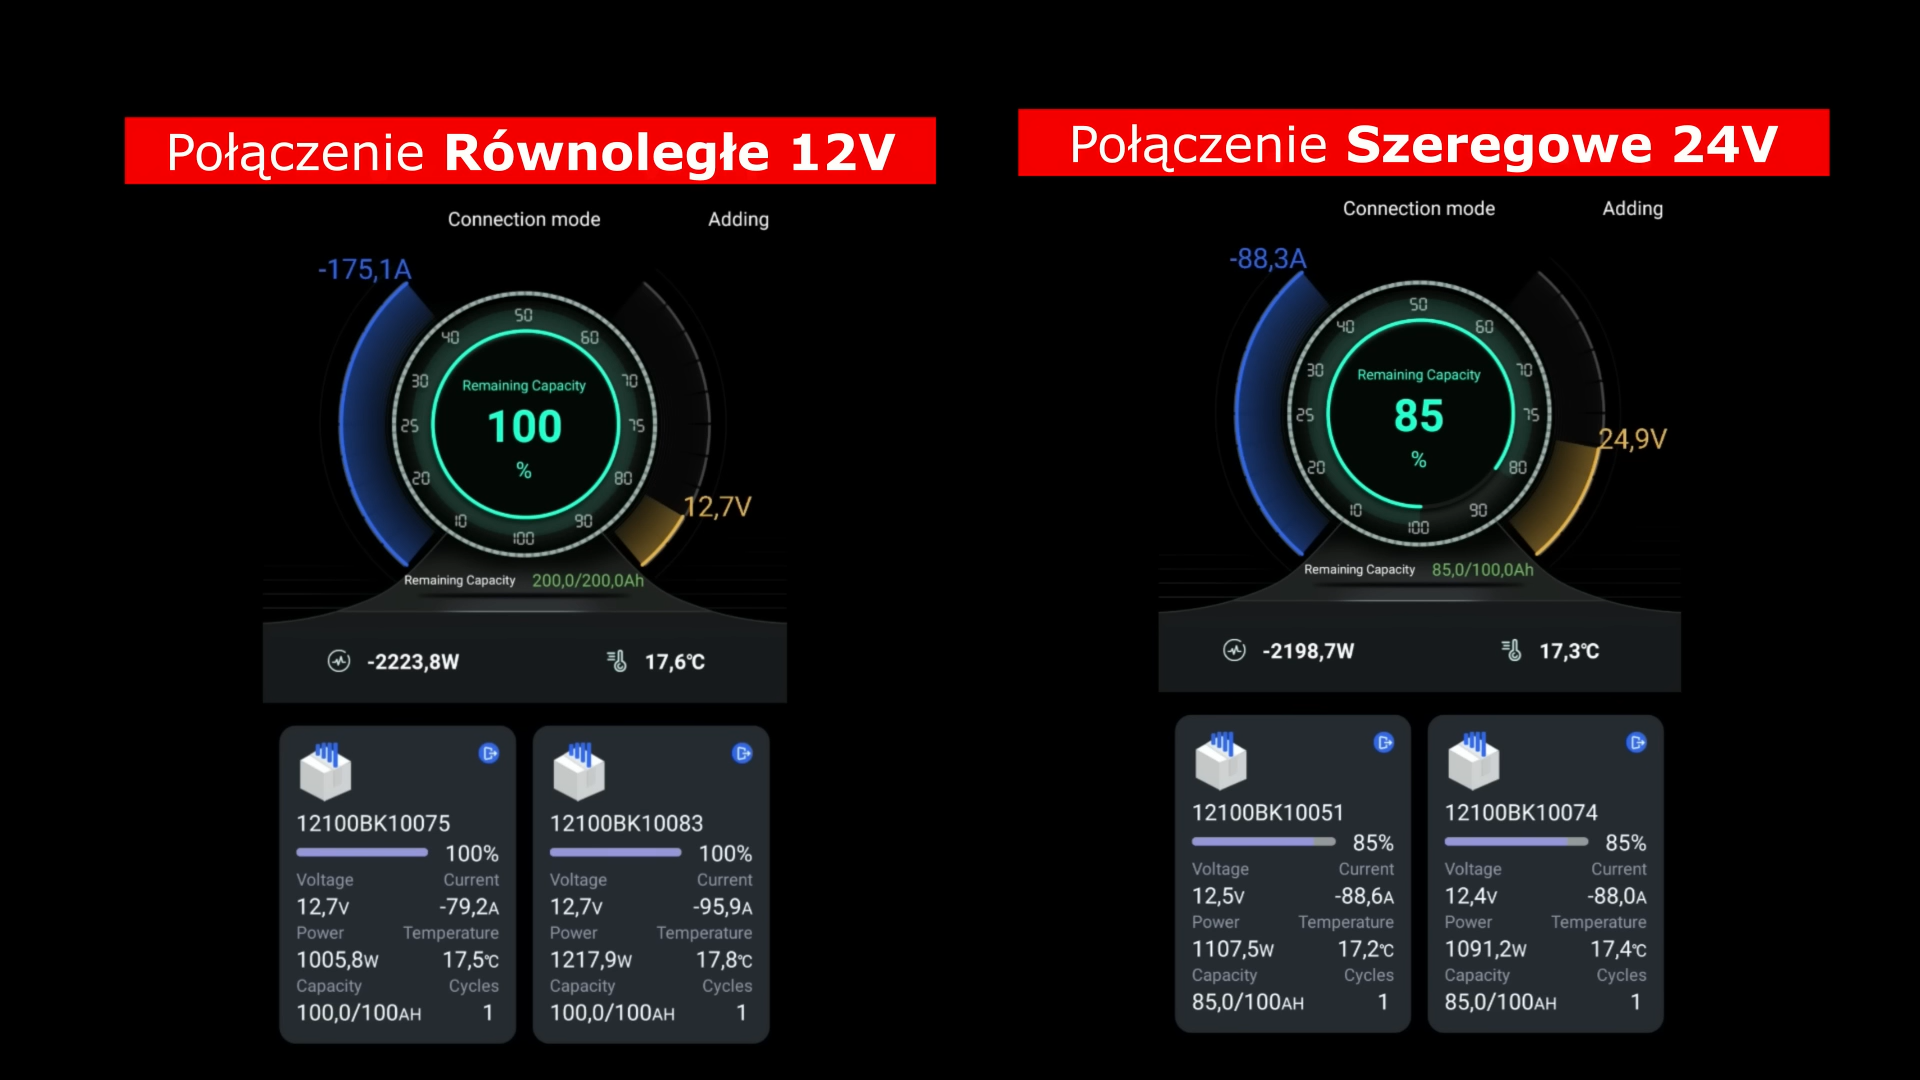 Połączenie Równoległe 12V
Connection mode
Adding
-175,1A
50
40
60
30
70
25
75
20
80
10
90
100
Remaining Capacity
100
%
12,7V
Remaining Capacity 200,0/200,0Ah
-2223,8W
17,6℃
12100BK10075
100%
Voltage Current
12,7V -79,2A
Power Temperature
1005,8W 17,5℃
Capacity Cycles
100,0/100AH 1
12100BK10083
100%
Voltage Current
12,7V -95,9A
Power Temperature
1217,9W 17,8℃
Capacity Cycles
100,0/100AH 1
Połączenie Szeregowe 24V
Connection mode
Adding
-88,3A
50
40
60
30
70
25
75
20
80
10
90
100
Remaining Capacity
85
%
24,9V
Remaining Capacity 85,0/100,0Ah
-2198,7W
17,3℃
12100BK10051
85%
Voltage Current
12,5V -88,6A
Power Temperature
1107,5W 17,2℃
Capacity Cycles
85,0/100AH 1
12100BK10074
85%
Voltage Current
12,4V -88,0A
Power Temperature
1091,2W 17,4℃
Capacity Cycles
85,0/100AH 1